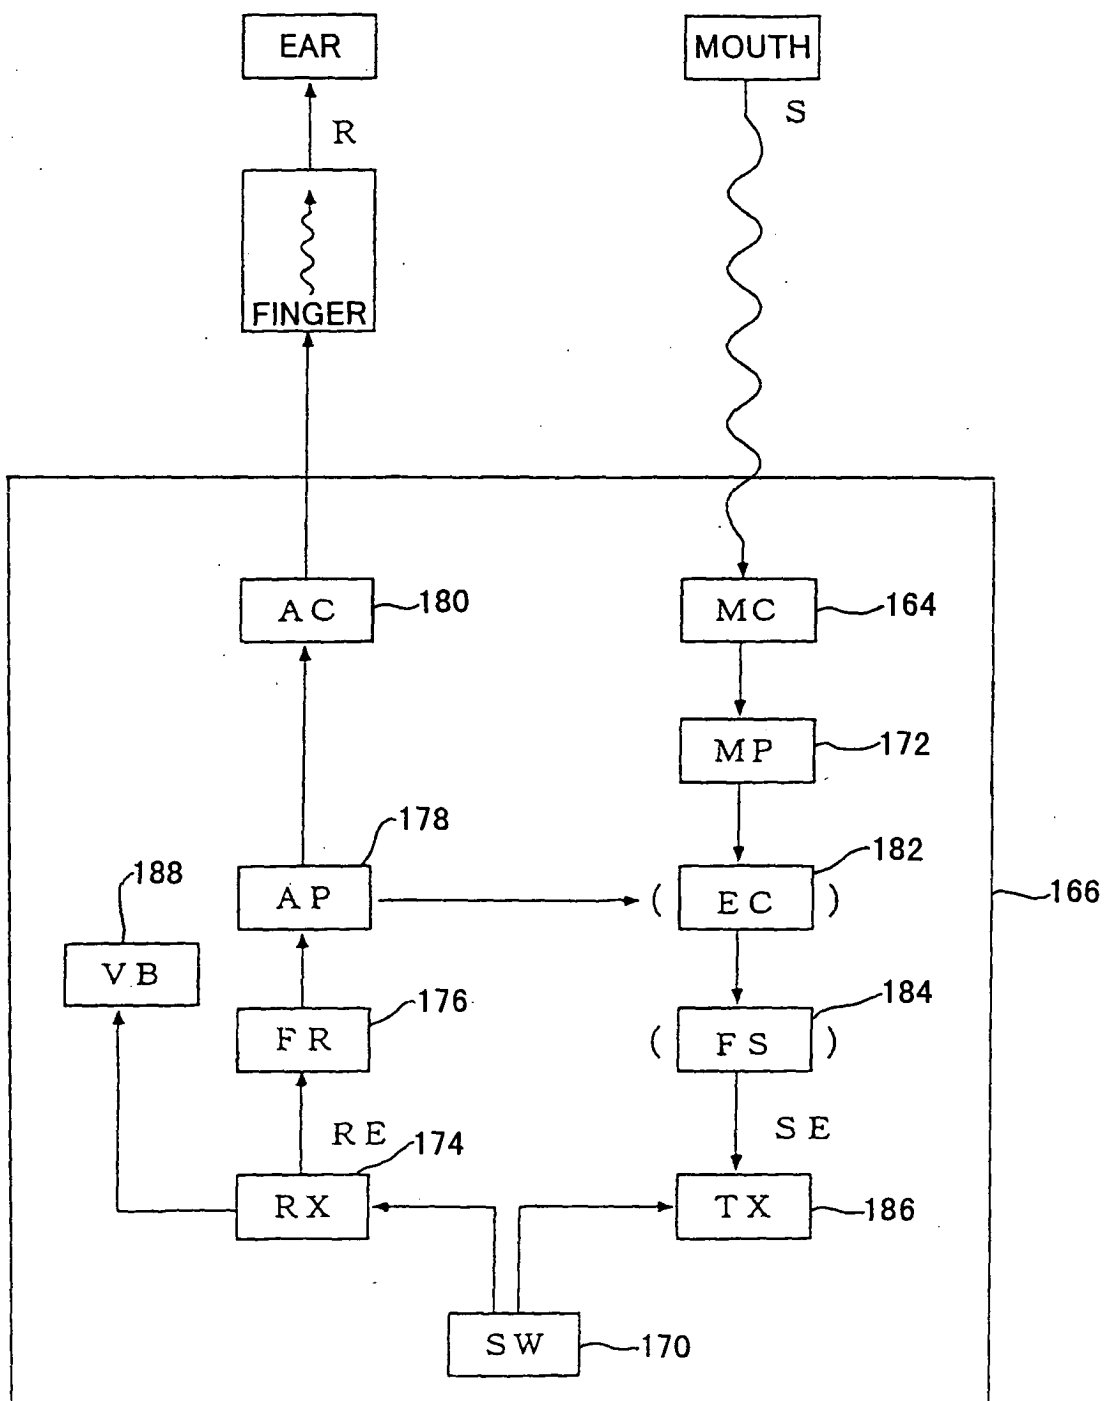 EAR
MOUTH
R
S
FINGER
AC
180
MC
164
MP
172
178
182
188
AP
( EC )
166
VB
176
184
FR
( FS )
RE
174
SE
RX
TX
186
SW
170